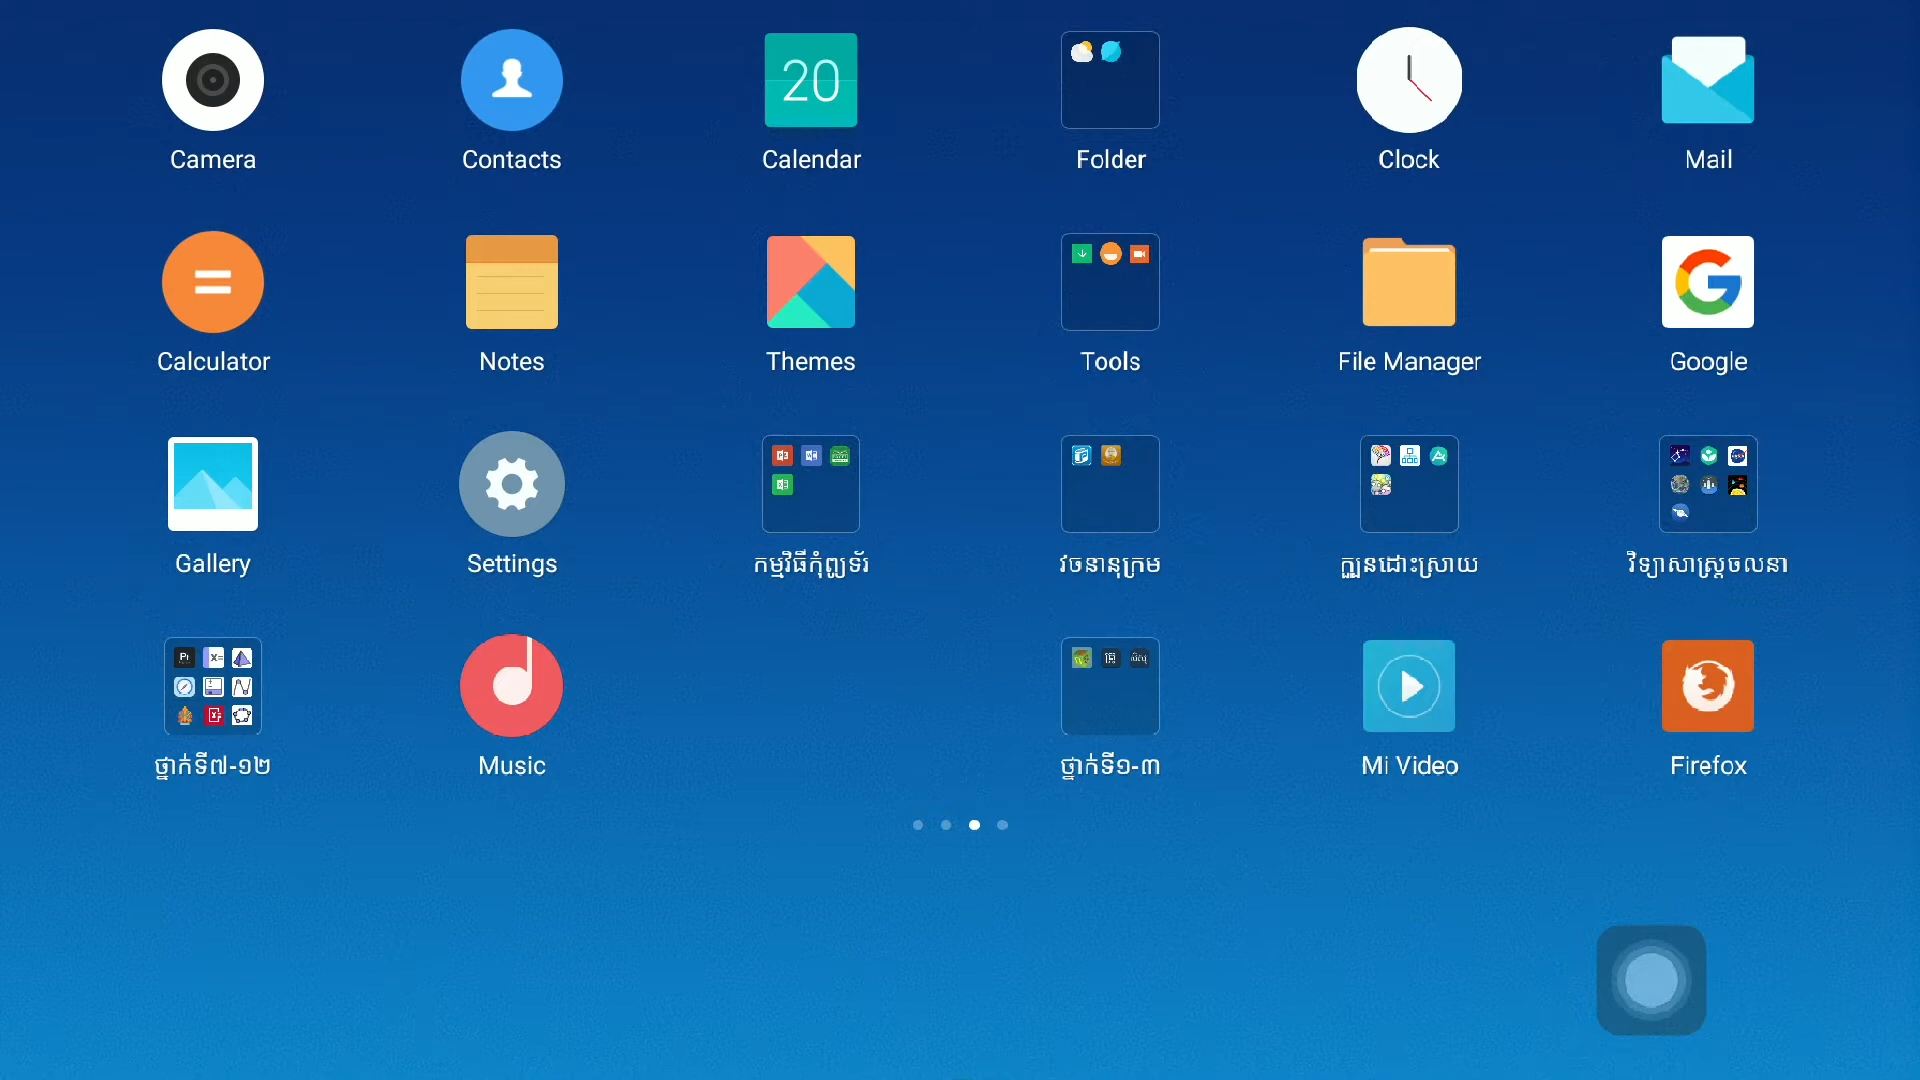 20
Camera
Contacts
Calendar
Folder
Clock
Mail
Calculator
Notes
Themes
Tools
File Manager
Google
Gallery
Settings
កម្មវិធីកុំព្យូទ័រ
វចនានុក្រម
ក្បួនដោះស្រាយ
វិទ្យាសាស្ត្រចលនា
ថ្នាក់ទី៧-១២
Music
ថ្នាក់ទី១-៣
Mi Video
Firefox